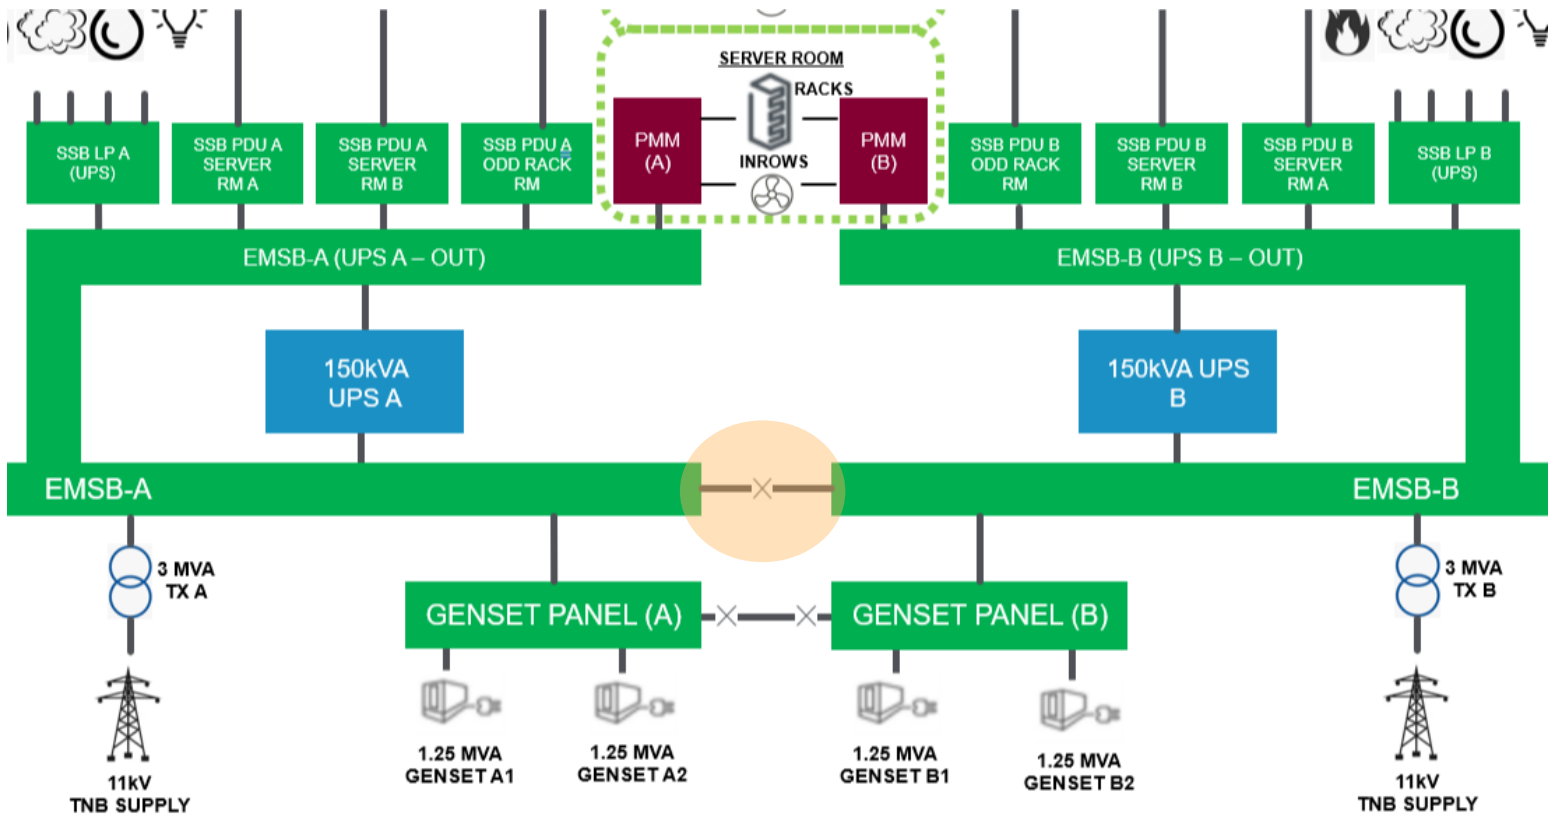 SERVER ROOM
RACKS
INROWS
SSB LP A
(UPS)
SSB PDU A
SERVER
RM A
SSB PDU A
SERVER
RM B
SSB PDU A
ODD RACK
RM
PMM
(A)
PMM
(B)
SSB PDU B
ODD RACK
RM
SSB PDU B
SERVER
RM B
SSB PDU B
SERVER
RM A
SSB LP B
(UPS)
EMSB-A (UPS A – OUT)
EMSB-B (UPS B – OUT)
150kVA
UPS A
150kVA UPS
B
EMSB-A
EMSB-B
3 MVA
TX A
3 MVA
TX B
GENSET PANEL (A)
GENSET PANEL (B)
1.25 MVA
GENSET A1
1.25 MVA
GENSET A2
1.25 MVA
GENSET B1
1.25 MVA
GENSET B2
11kV
TNB SUPPLY
11kV
TNB SUPPLY